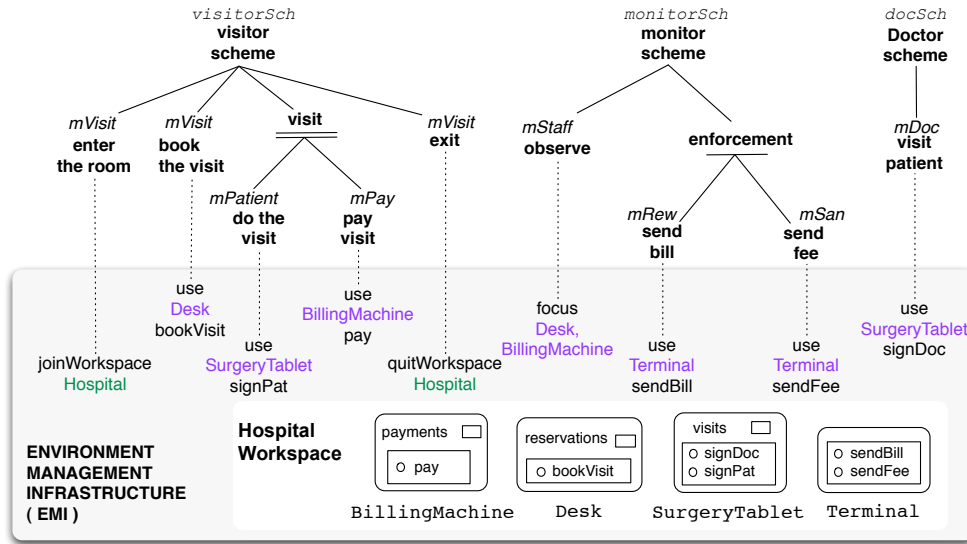 visitorSch
visitor
scheme
monitorSch
monitor
scheme
docSch
Doctor
scheme
mVisit
enter
the room
mVisit
book
the visit
visit
mVisit
exit
mStaff
observe
enforcement
mDoc
visit
patient
mPatient
do the
visit
mPay
pay
visit
mRew
send
bill
mSan
send
fee
joinWorkspace
Hospital
use
Desk
bookVisit
use
SurgeryTablet
signPat
use
BillingMachine
pay
quitWorkspace
Hospital
focus
Desk,
BillingMachine
use
Terminal
sendBill
use
Terminal
sendFee
use
SurgeryTablet
signDoc
ENVIRONMENT
MANAGEMENT
INFRASTRUCTURE
( EMI )
Hospital
Workspace
payments
pay
BillingMachine
reservations
bookVisit
Desk
visits
signDoc
signPat
SurgeryTablet
sendBill
sendFee
Terminal